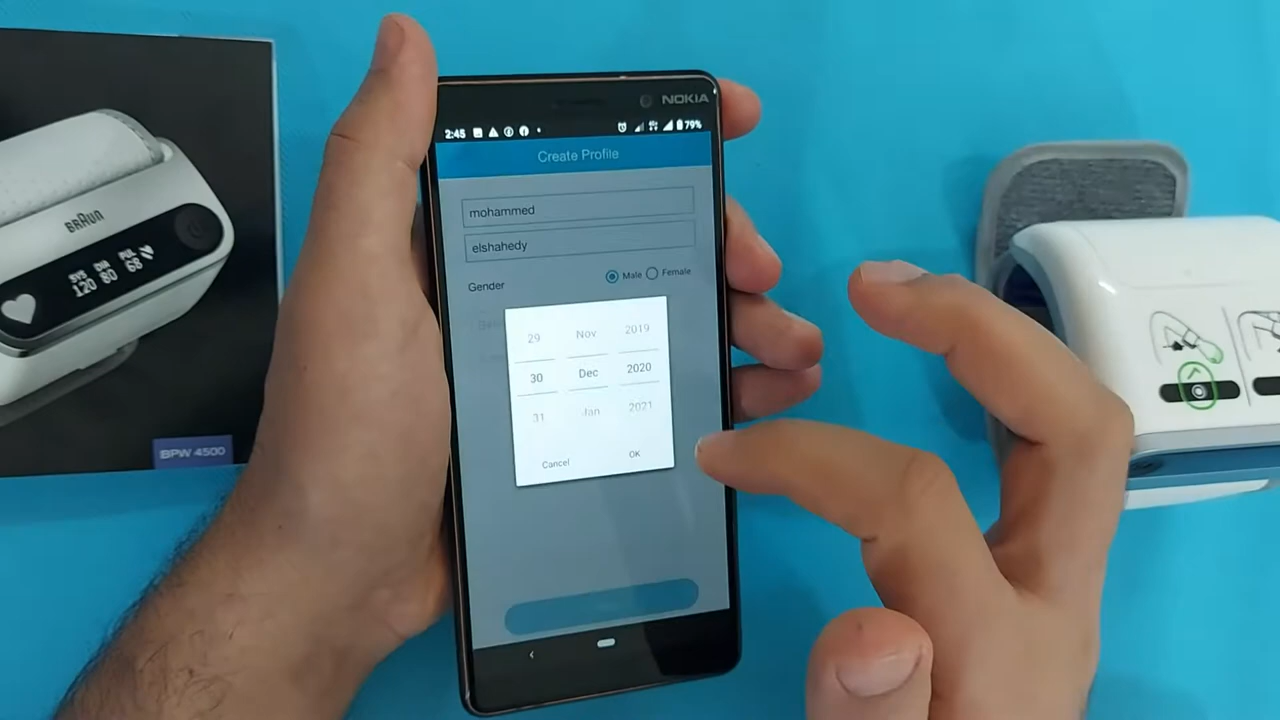 BRAUN
SYS DIA PUL
120 80 68
BPW 4500
NOKIA
2:45
79%
Create Profile
mohammed
elshahedy
Gender
Male
Female
29 Nov 2019
30 Dec 2020
31 Jan 2021
Cancel
OK